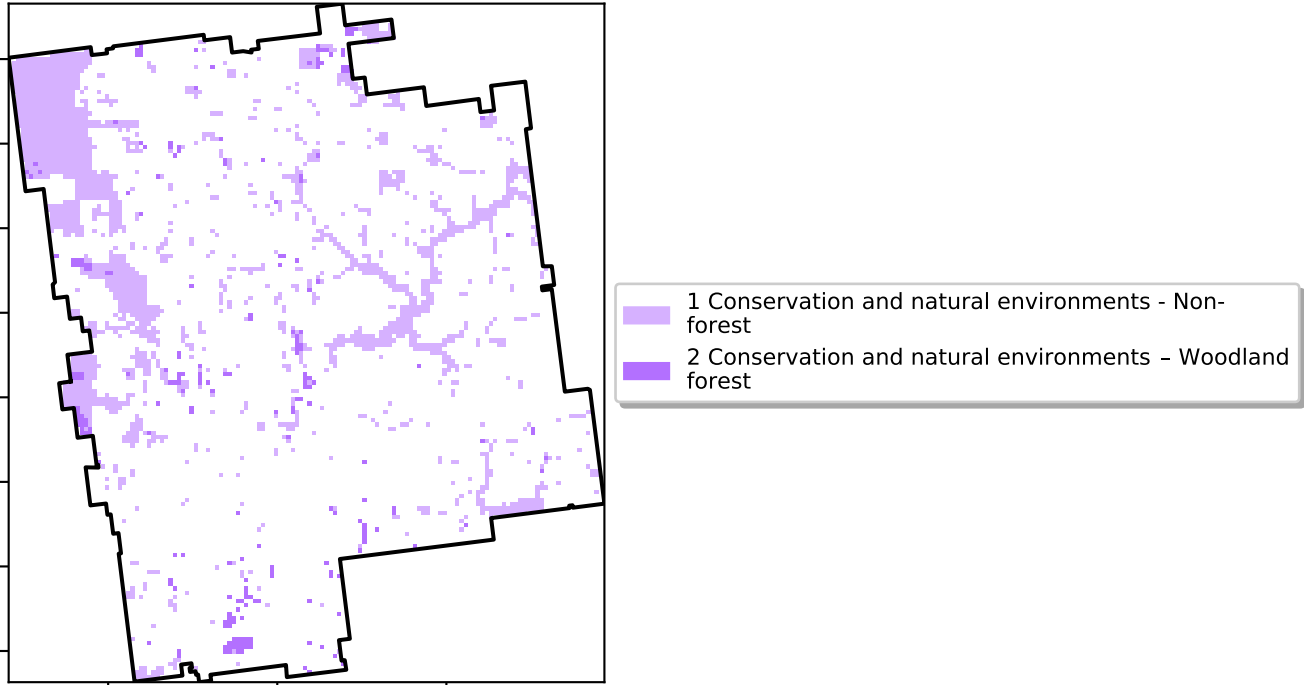 1 Conservation and natural environments - Non-
forest
2 Conservation and natural environments – Woodland
forest